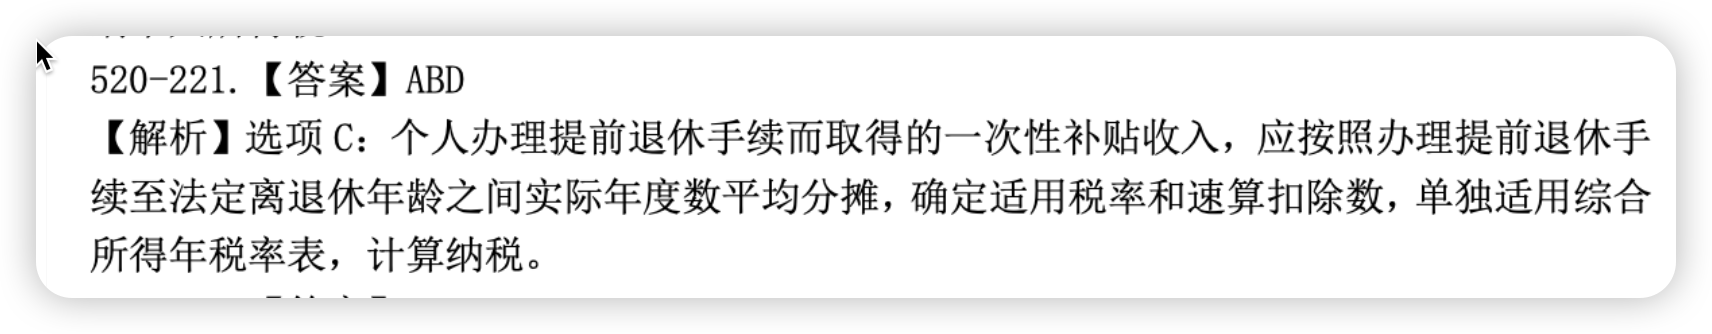 520-221.【答案】ABD
【解析】选项 C：个人办理提前退休手续而取得的一次性补贴收入，应按照办理提前退休手
续至法定离退休年龄之间实际年度数平均分摊，确定适用税率和速算扣除数，单独适用综合
所得年税率表，计算纳税。